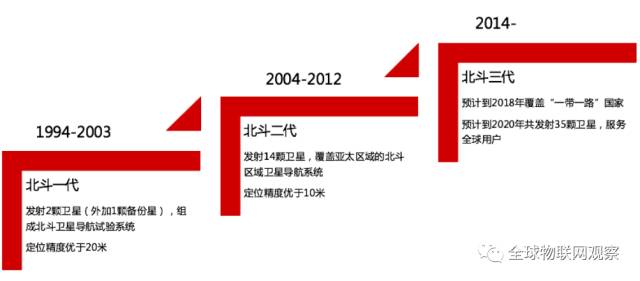 1994-2003
北斗一代
发射2颗卫星（外加1颗备份星），组
成北斗卫星导航试验系统
定位精度优于20米
2004-2012
北斗二代
发射14颗卫星，覆盖亚太区域的北斗
区域卫星导航系统
定位精度优于10米
2014-
北斗三代
预计到2018年覆盖“一带一路”国家
预计到2020年共发射35颗卫星，服务
全球用户
全球物联网观察